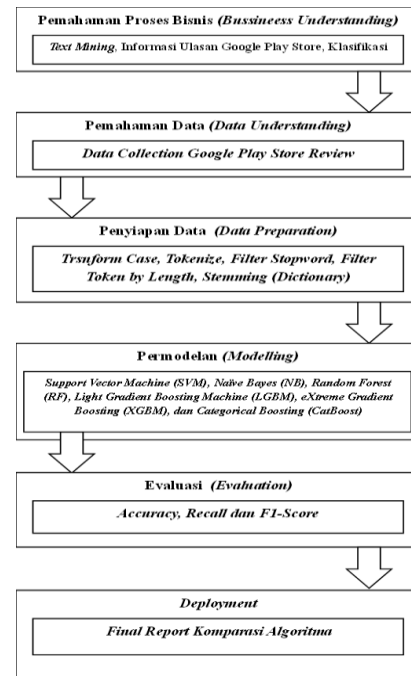 Pemahaman Proses Bisnis (Bussineess Understanding)
Text Mining, Informasi Ulasan Google Play Store, Klasifikasi
Pemahaman Data (Data Understanding)
Data Collection Google Play Store Review
Penyiapan Data (Data Preparation)
Trsnform Case, Tokenize, Filter Stopword, Filter
Token by Length, Stemming (Dictionary)
Permodelan (Modelling)
Support Vector Machine (SVM), Naïve Bayes (NB), Random Forest
(RF), Light Gradient Boosting Machine (LGBM), eXtreme Gradient
Boosting (XGBM), dan Categorical Boosting (CatBoost)
Evaluasi (Evaluation)
Accuracy, Recall dan F1-Score
Deployment
Final Report Komparasi Algoritma